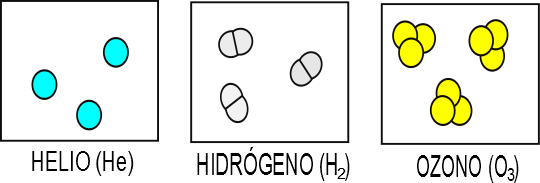 HELIO (He)
HIDRÓGENO (H₂)
OZONO (O₃)